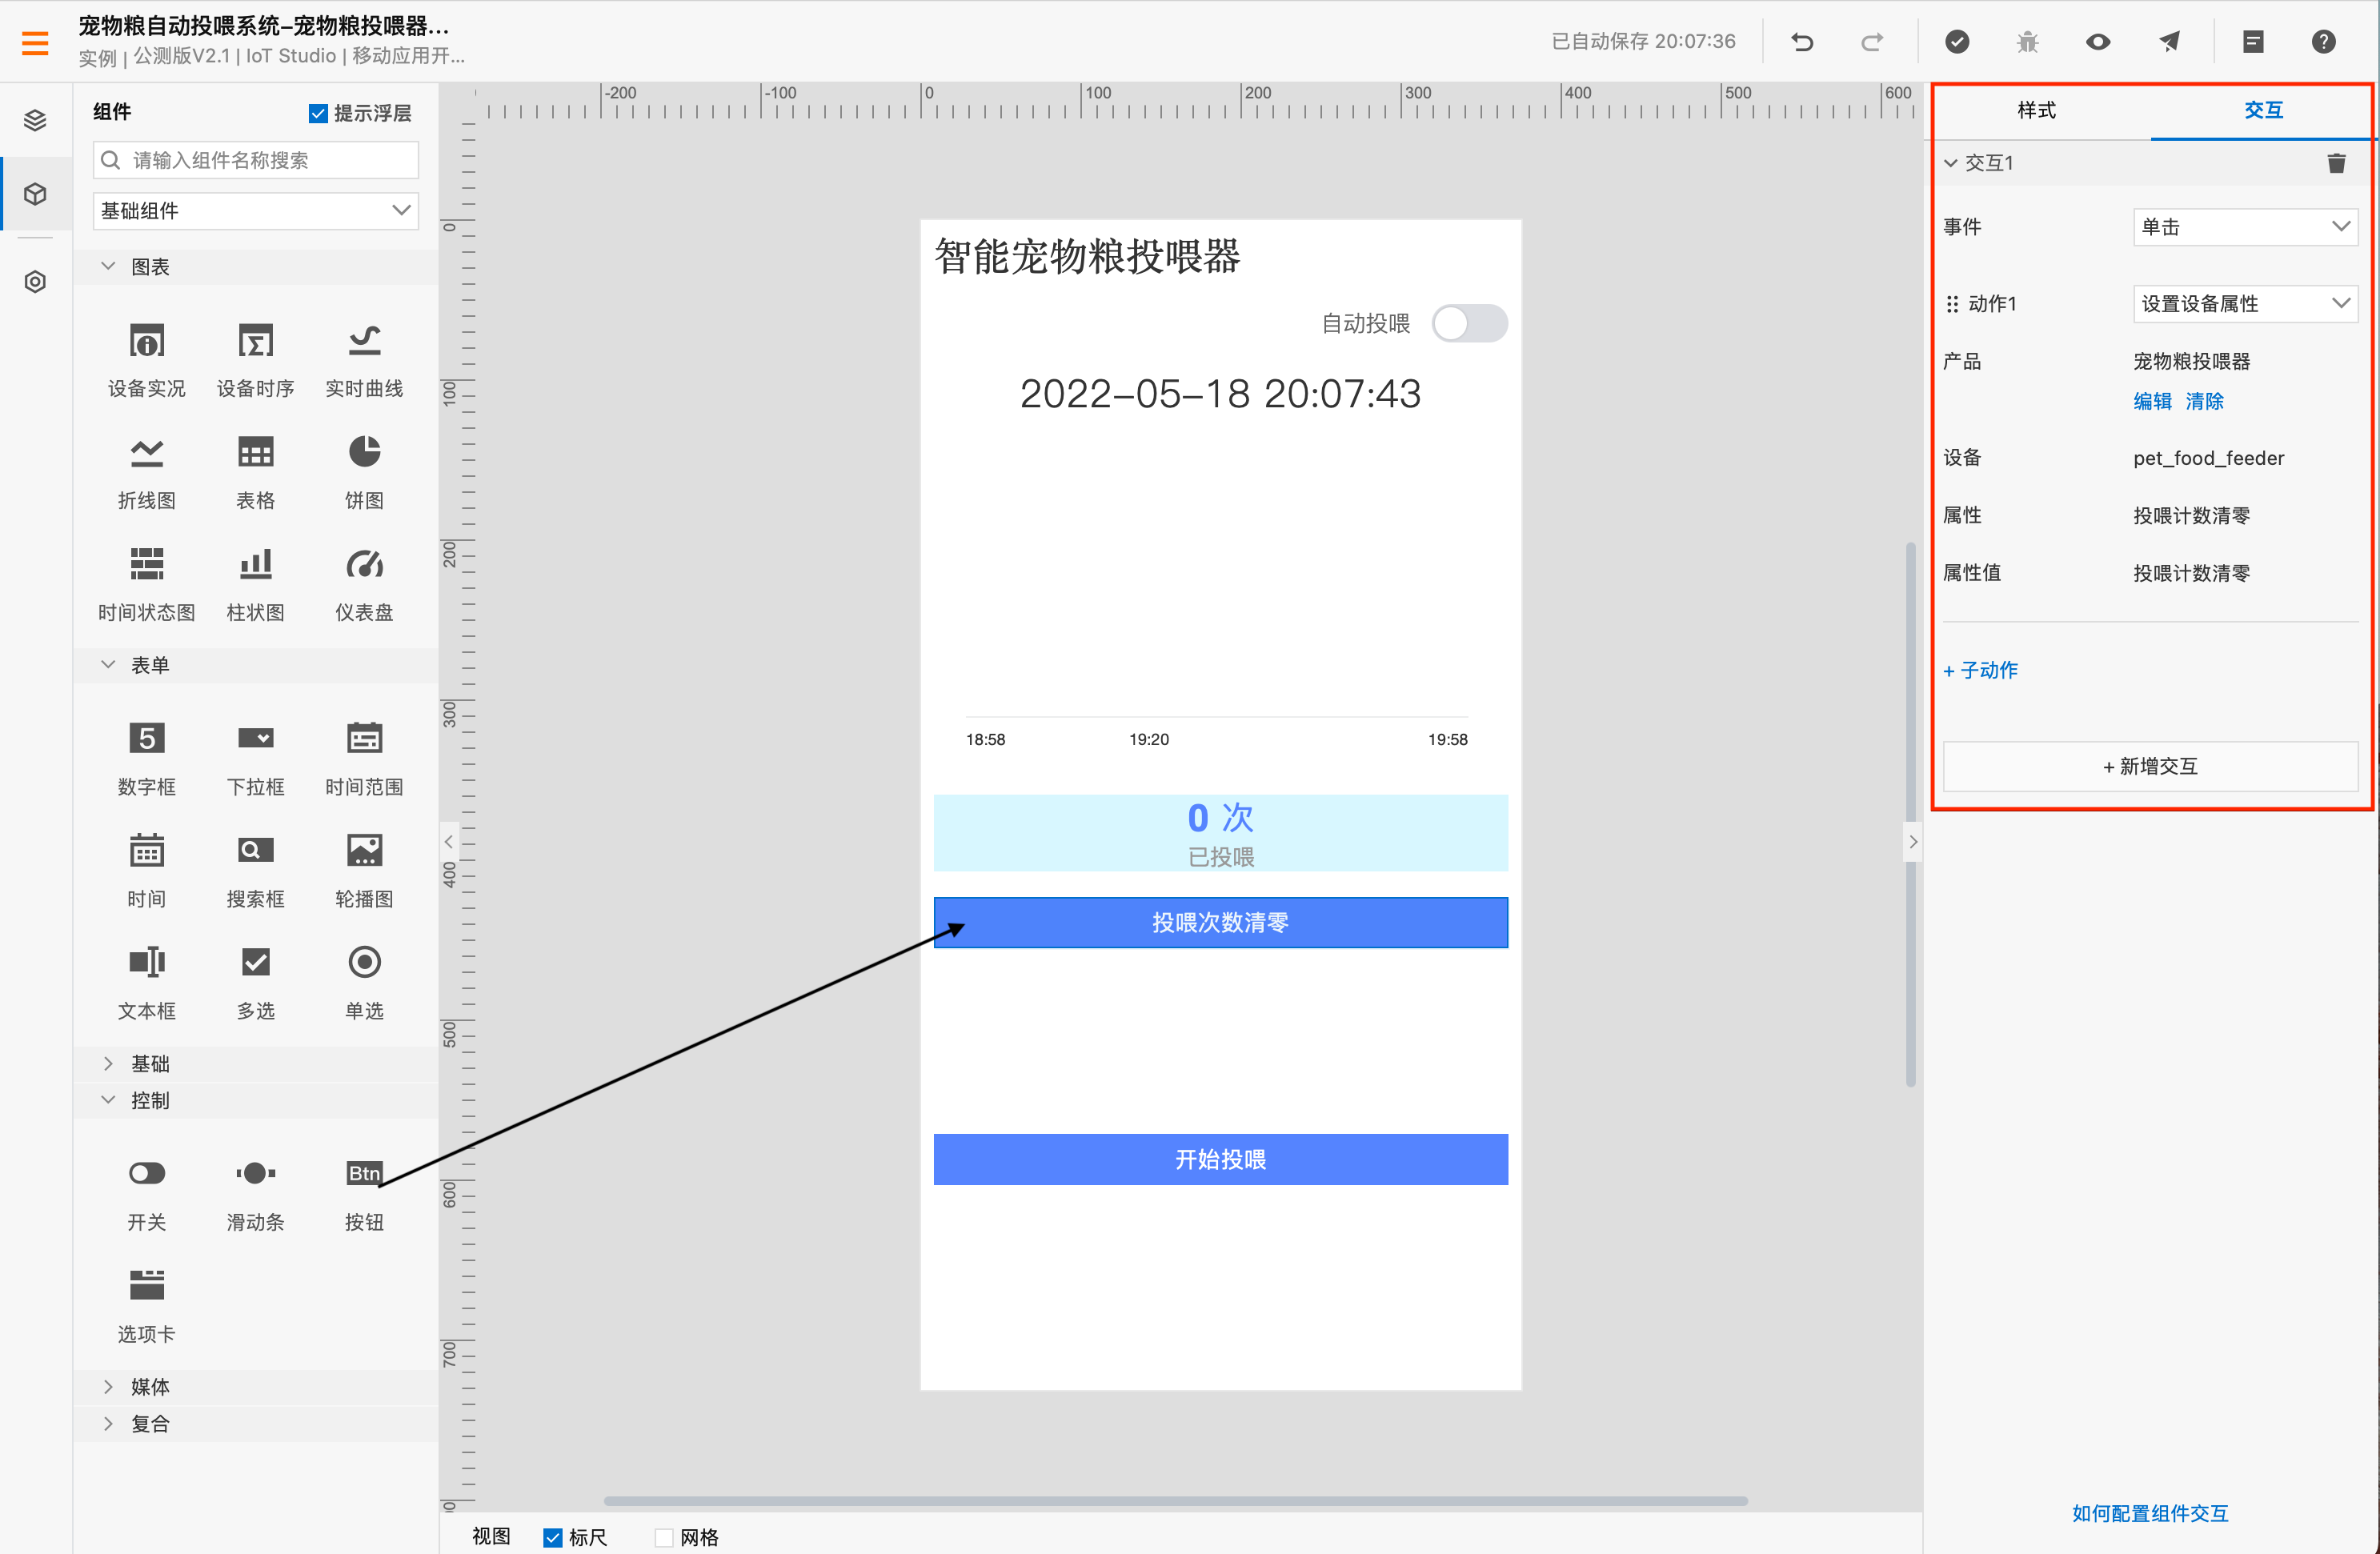 宠物粮自动投喂系统–宠物粮投喂器...
实例 | 公测版V2.1 | IoT Studio | 移动应用开...
已自动保存 20:07:36
组件
提示浮层
请输入组件名称搜索
基础组件
图表
设备实况 设备时序 实时曲线
折线图 表格 饼图
时间状态图 柱状图 仪表盘
表单
5
数字框 下拉框 时间范围
时间 搜索框 轮播图
文本框 多选 单选
基础
控制
Btn
开关 滑动条 按钮
选项卡
媒体
复合
-200 -100 0 100 200 300 400 500 600
0
100
200
300
400
500
600
700
智能宠物粮投喂器
自动投喂
2022–05–18 20:07:43
18:58 19:20 19:58
0 次
已投喂
投喂次数清零
开始投喂
视图 标尺 网格
样式 交互
交互1
事件 单击
动作1 设置设备属性
产品 宠物粮投喂器
编辑 清除
设备 pet_food_feeder
属性 投喂计数清零
属性值 投喂计数清零
+ 子动作
+ 新增交互
如何配置组件交互